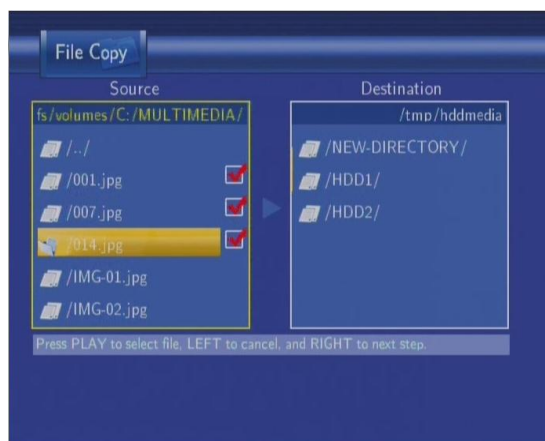 File Copy
Source
Destination
fs/volumes/C:/MULTIMEDIA/
/tmp/hddmedia
/../
/001.jpg
/007.jpg
/014.jpg
/IMG-01.jpg
/IMG-02.jpg
/NEW-DIRECTORY/
/HDD1/
/HDD2/
Press PLAY to select file, LEFT to cancel, and RIGHT to next step.